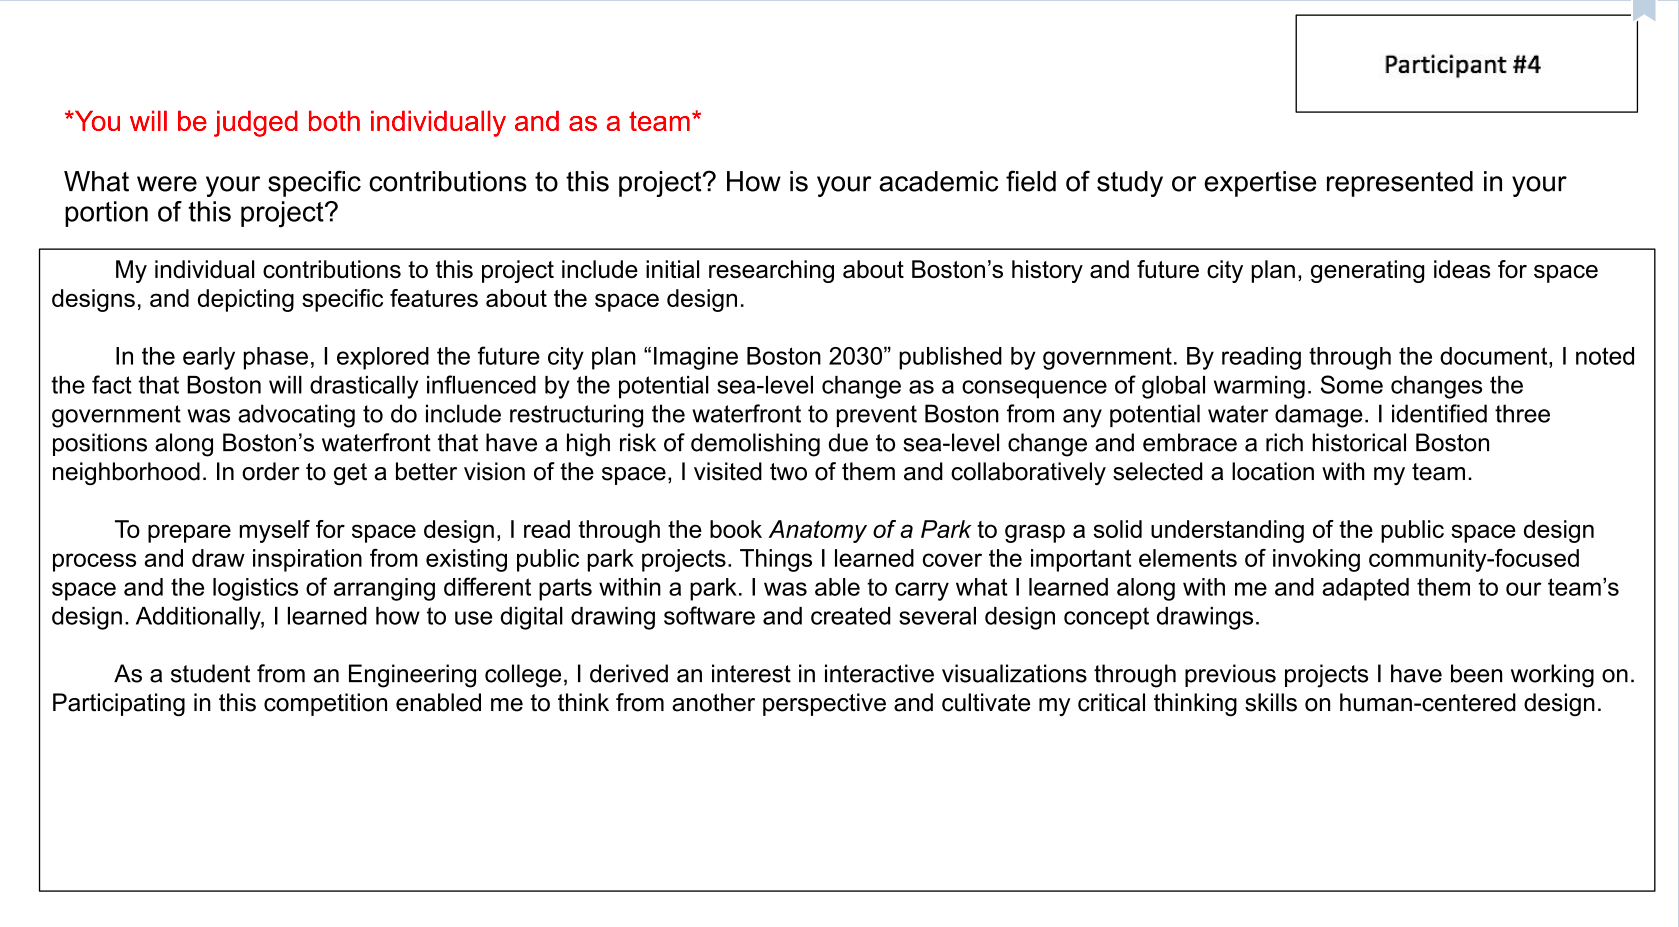 Participant #4
*You will be judged both individually and as a team*
What were your specific contributions to this project? How is your academic field of study or expertise represented in your
portion of this project?
My individual contributions to this project include initial researching about Boston’s history and future city plan, generating ideas for space
designs, and depicting specific features about the space design.
In the early phase, I explored the future city plan “Imagine Boston 2030” published by government. By reading through the document, I noted
the fact that Boston will drastically influenced by the potential sea-level change as a consequence of global warming. Some changes the
government was advocating to do include restructuring the waterfront to prevent Boston from any potential water damage. I identified three
positions along Boston’s waterfront that have a high risk of demolishing due to sea-level change and embrace a rich historical Boston
neighborhood. In order to get a better vision of the space, I visited two of them and collaboratively selected a location with my team.
To prepare myself for space design, I read through the book Anatomy of a Park to grasp a solid understanding of the public space design
process and draw inspiration from existing public park projects. Things I learned cover the important elements of invoking community-focused
space and the logistics of arranging different parts within a park. I was able to carry what I learned along with me and adapted them to our team’s
design. Additionally, I learned how to use digital drawing software and created several design concept drawings.
As a student from an Engineering college, I derived an interest in interactive visualizations through previous projects I have been working on.
Participating in this competition enabled me to think from another perspective and cultivate my critical thinking skills on human-centered design.